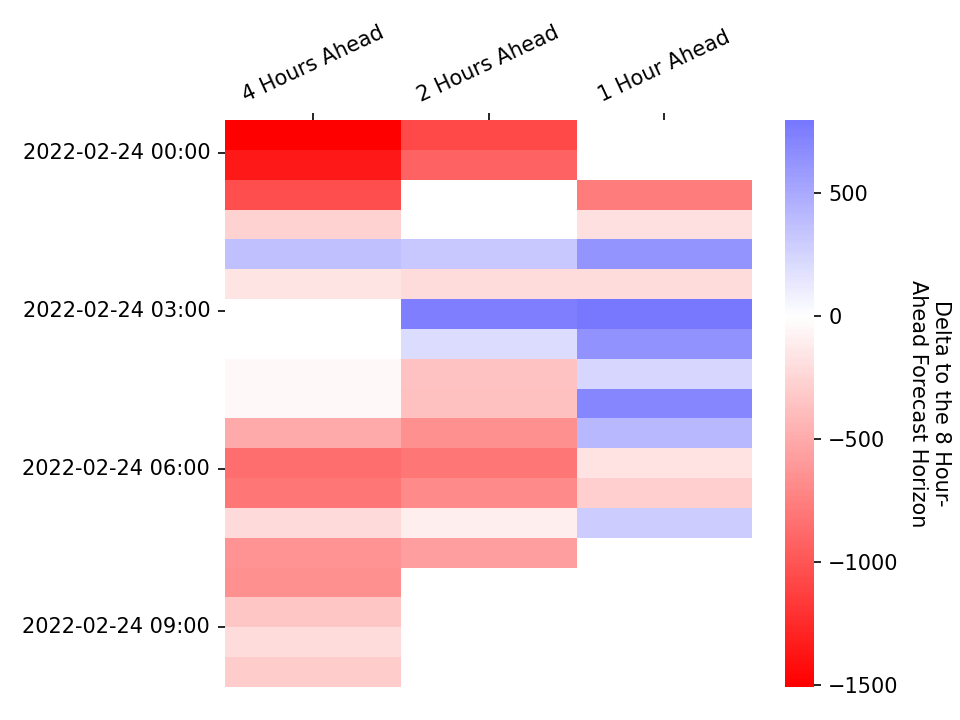 4 Hours Ahead
2 Hours Ahead
1 Hour Ahead
2022-02-24 00:00
2022-02-24 03:00
2022-02-24 06:00
2022-02-24 09:00
500
0
−500
−1000
−1500
Delta to the 8 Hour-
Ahead Forecast Horizon